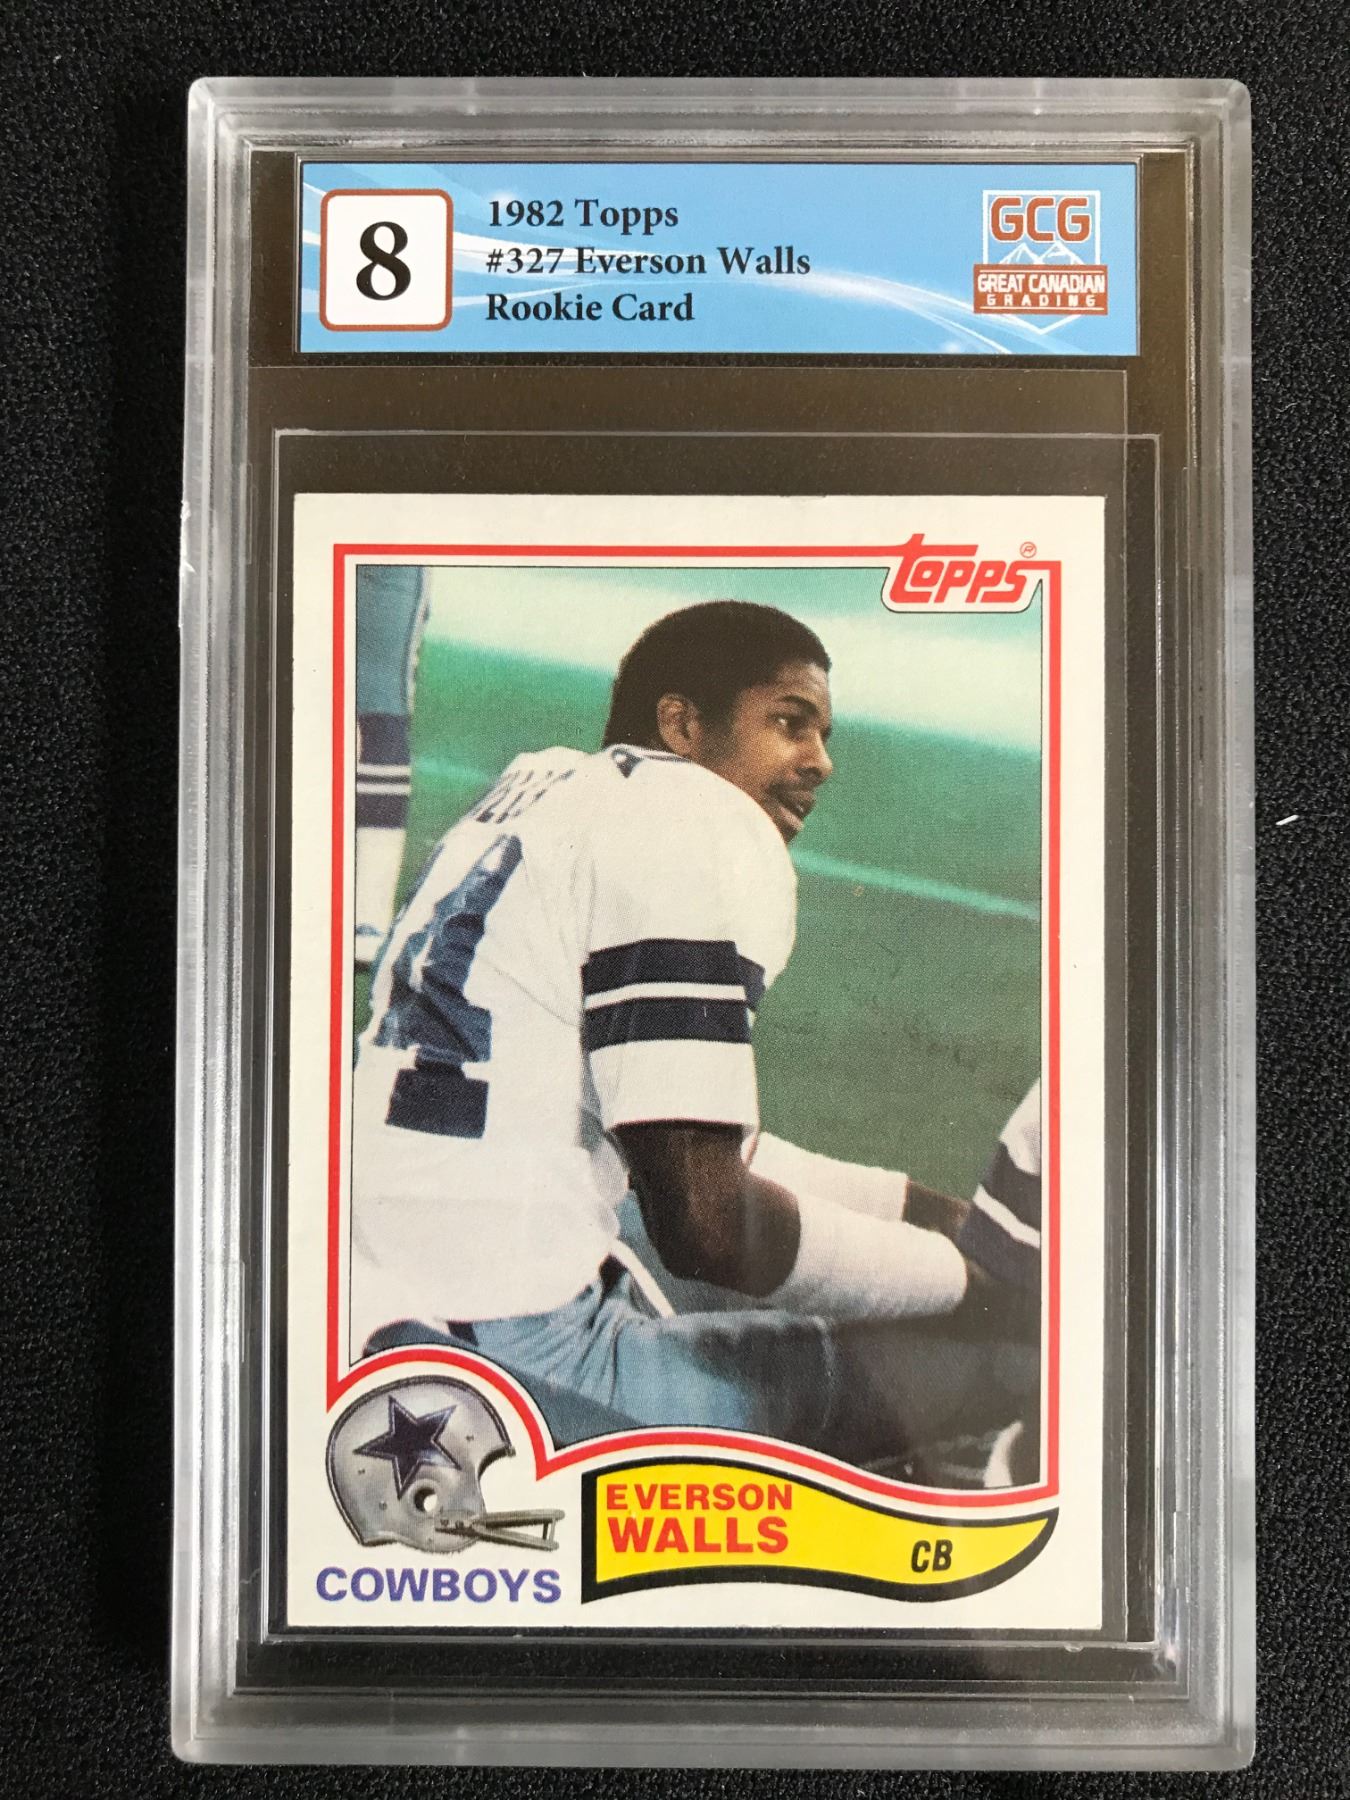 8
1982 Topps
#327 Everson Walls
Rookie Card
GCG
GREAT CANADIAN
GRADING
TOPPS®
COWBOYS
EVERSON
WALLS
CB